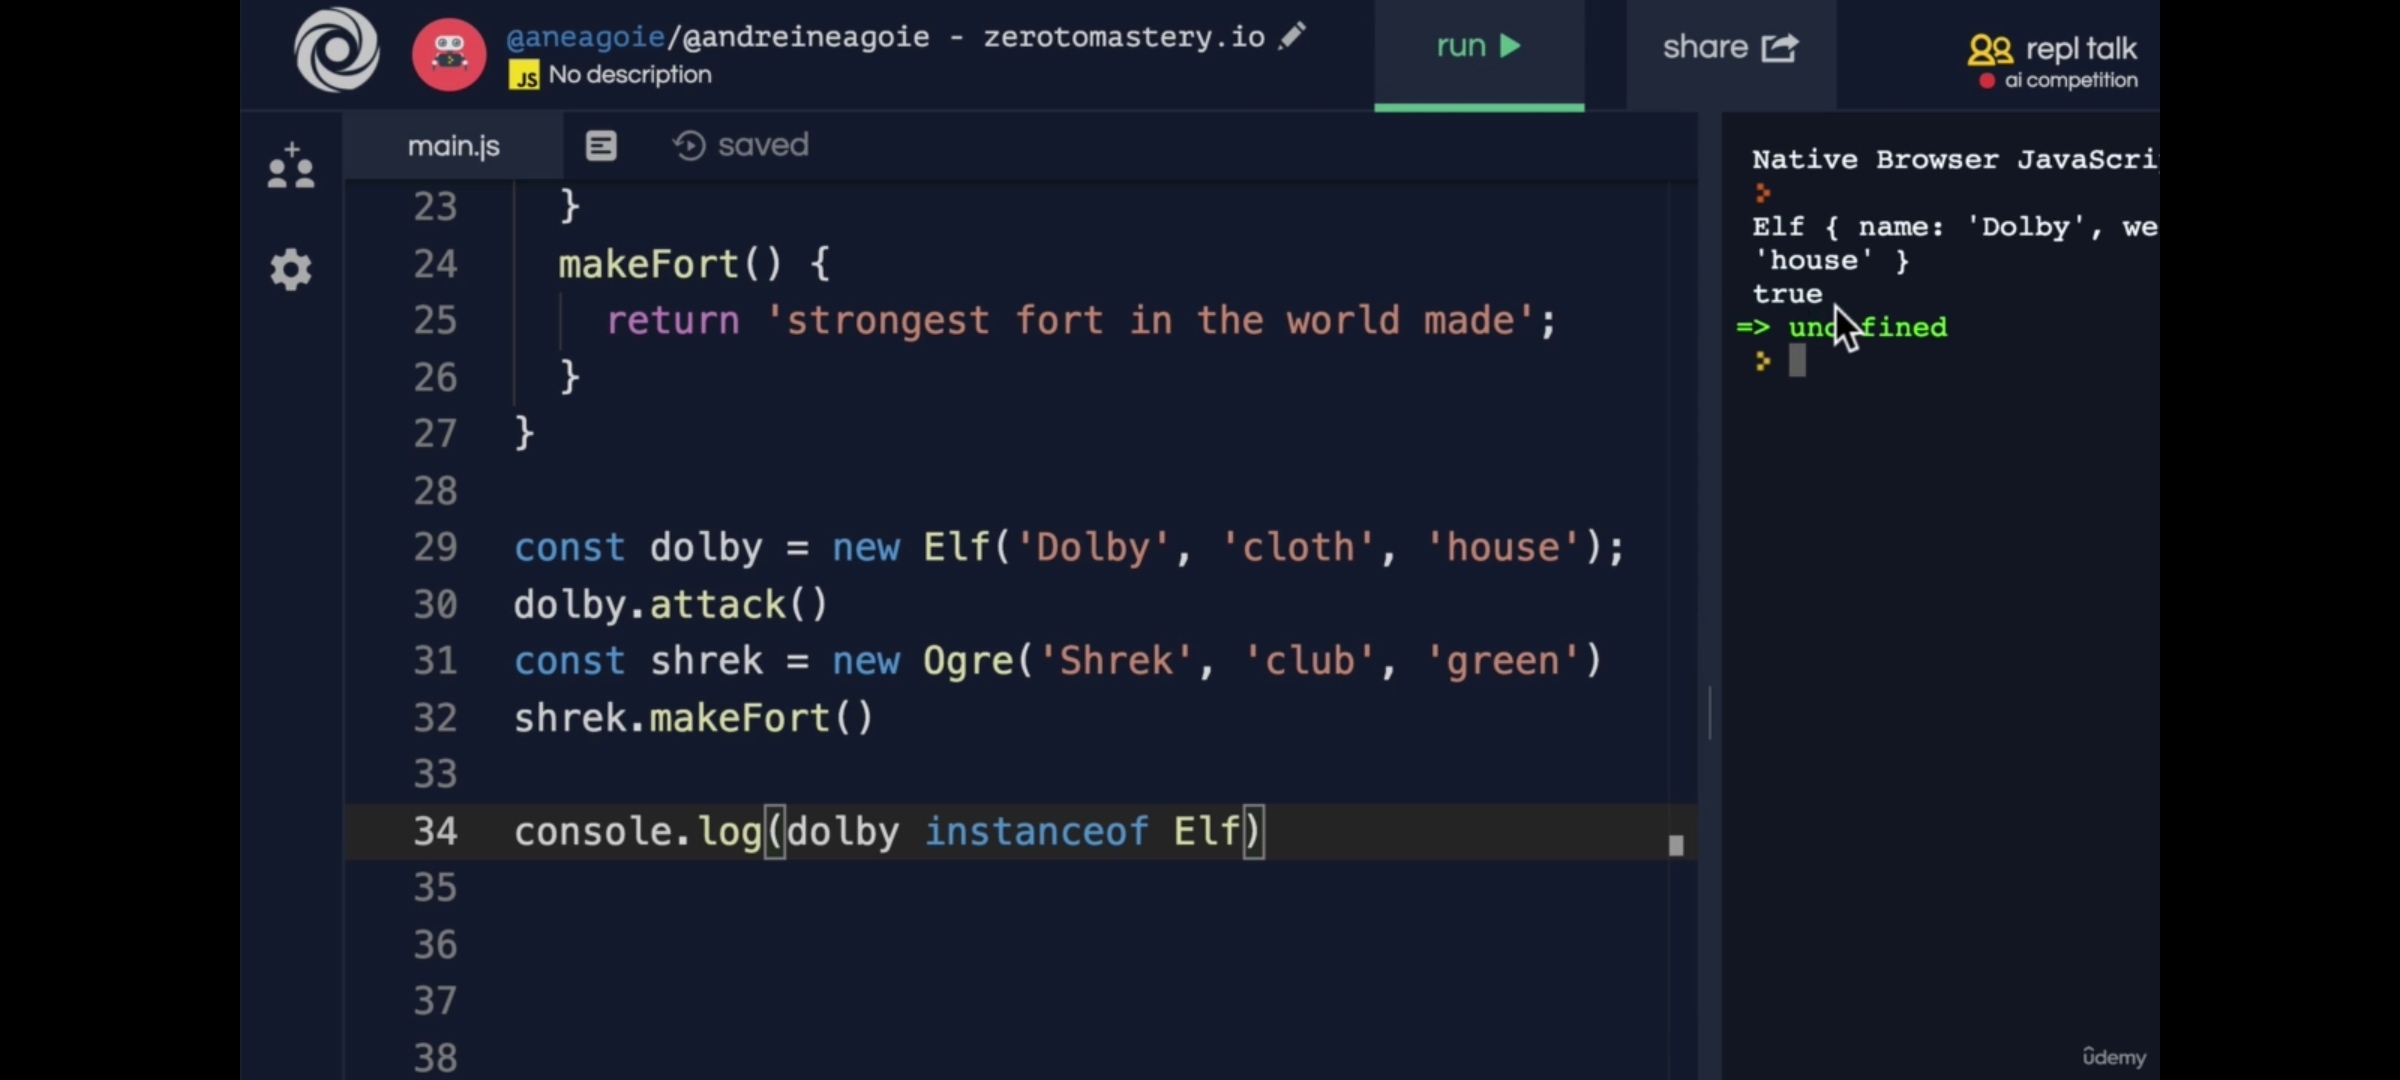 @aneagoie/@andreineagoie - zerotomastery.io
JS No description
run
share
repl talk
ai competition
main.js
saved
23 }
24 makeFort() {
25 return 'strongest fort in the world made';
26 }
27 }
28
29 const dolby = new Elf('Dolby', 'cloth', 'house');
30 dolby.attack()
31 const shrek = new Ogre('Shrek', 'club', 'green')
32 shrek.makeFort()
33
34 console.log(dolby instanceof Elf)
35
36
37
38
Native Browser JavaScri
Elf { name: 'Dolby', we
'house' }
true
=> undefined
ûdemy